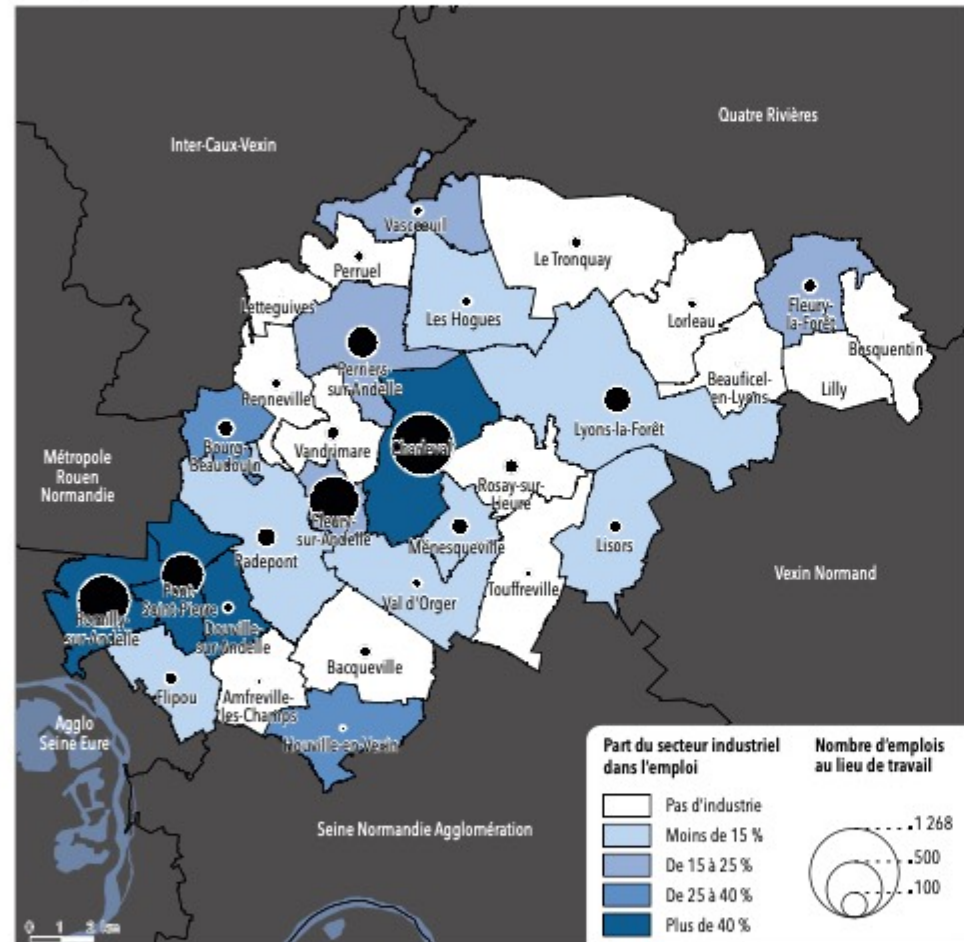 Quatre Rivières
Inter-Caux-Vexin
Vascoeuil
Le Tronquay
Perruel
Fleury-
la-Forêt
Letteguives
Les Hogues
Lorleau
Bosquentin
Perriers-
sur-Andelle
Beauficel-
en-Lyons
Lilly
Renneville
Lyons-la-Forêt
Bourg-
Beaudouin
Vandrimare
Charleval
Métropole
Rouen
Normandie
Rosay-sur-
Lieure
Fleury-
sur-Andelle
Ménesqueville
Lisors
Radepont
Vexin Normand
Pont-
Saint-Pierre
Val d'Orger
Touffreville
Romilly-
sur-Andelle
Douville-
sur-Andelle
Bacqueville
Flipou
Amfreville-
les-Champs
Agglo
Seine Eure
Houville-en-Vexin
Seine Normandie Agglomération
Part du secteur industriel
dans l'emploi
Pas d'industrie
Moins de 15 %
De 15 à 25 %
De 25 à 40 %
Plus de 40 %
Nombre d'emplois
au lieu de travail
1 268
500
100
0 1 2 km